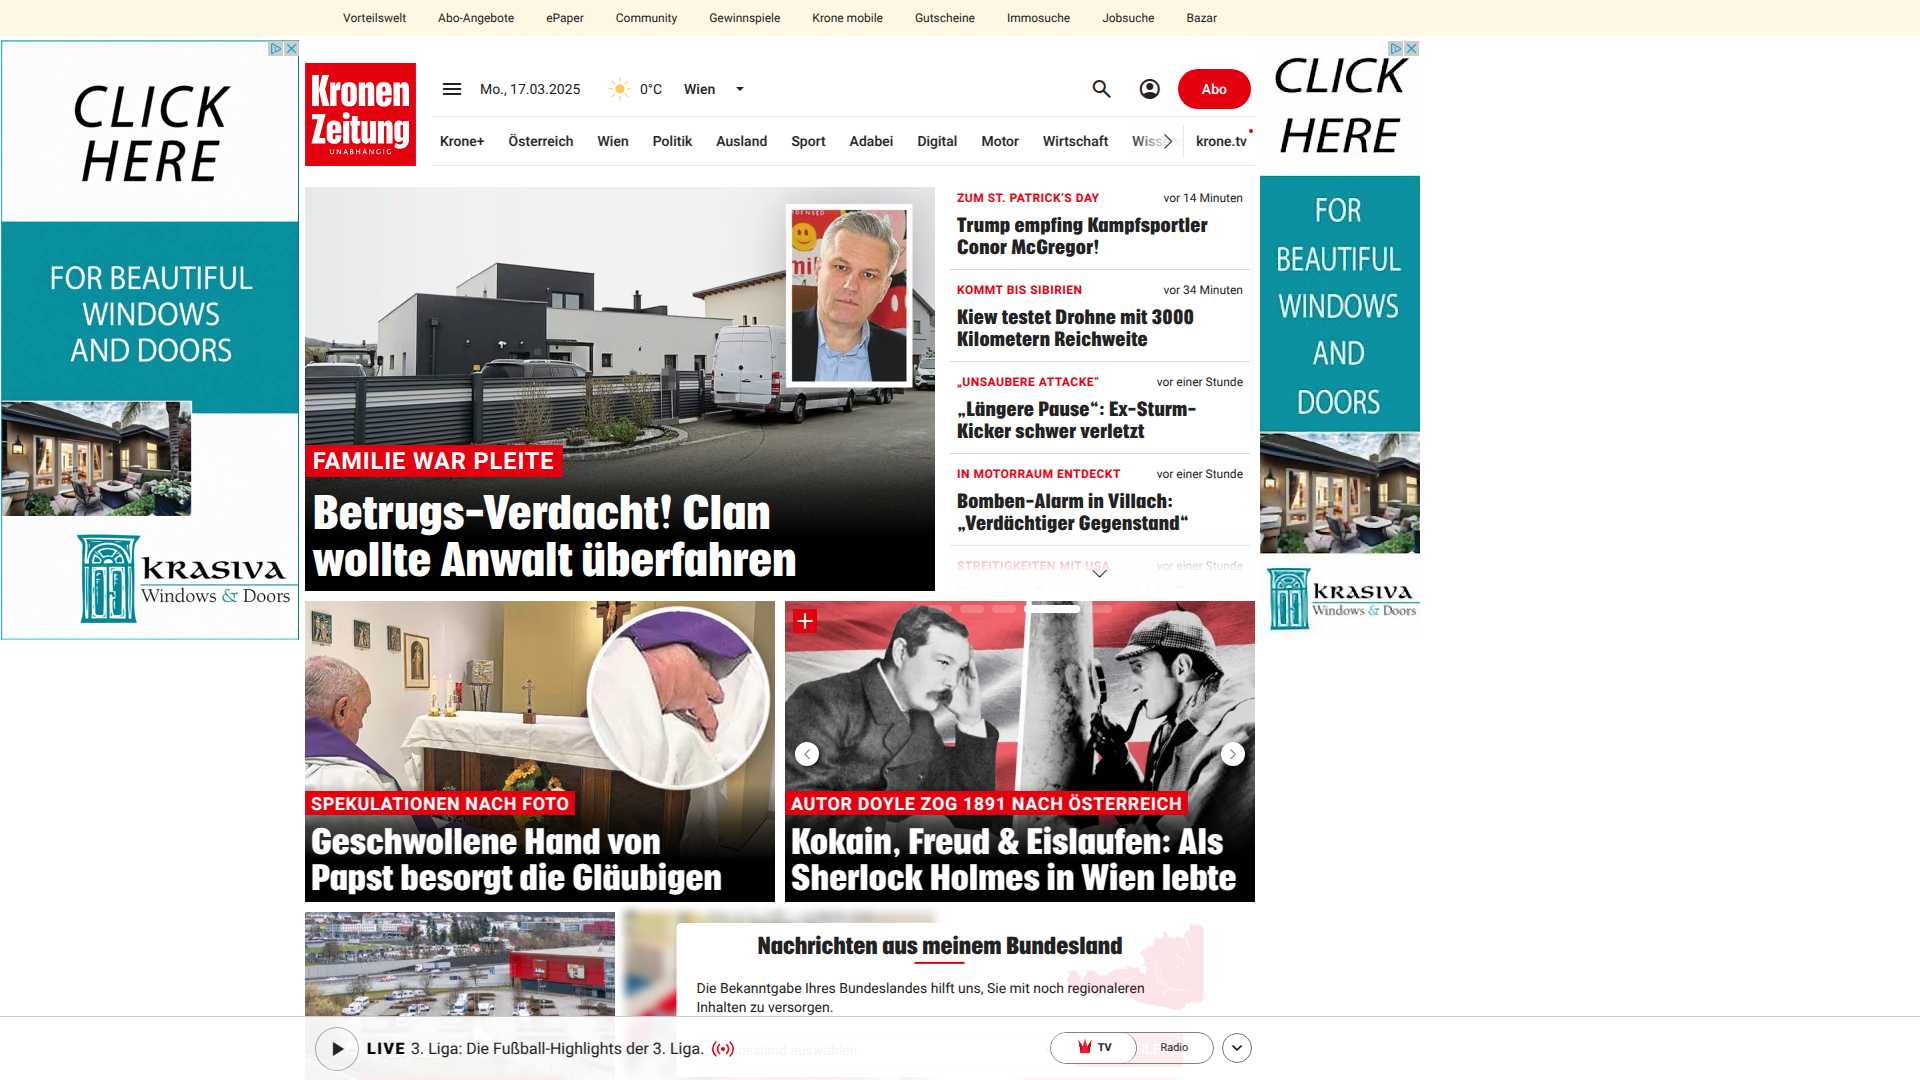 Vorteilswelt Abo-Angebote ePaper Community Gewinnspiele Krone mobile Gutscheine Immosuche Jobsuche Bazar
CLICK
HERE
FOR BEAUTIFUL
WINDOWS
AND DOORS
KRASIVA
Windows & Doors
Kronen
Zeitung
UNABHÄNGIG
Mo., 17.03.2025 0°C Wien
Abo
Krone+ Österreich Wien Politik Ausland Sport Adabei Digital Motor Wirtschaft krone.tv
FAMILIE WAR PLEITE
Betrugs-Verdacht! Clan
wollte Anwalt überfahren
ZUM ST. PATRICK'S DAY vor 14 Minuten
Trump empfing Kampfsportler
Conor McGregor!
KOMMT BIS SIBIRIEN vor 34 Minuten
Kiew testet Drohne mit 3000
Kilometern Reichweite
„UNSAUBERE ATTACKE“ vor einer Stunde
„Längere Pause“: Ex-Sturm-
Kicker schwer verletzt
IN MOTORRAUM ENTDECKT vor einer Stunde
Bomben-Alarm in Villach:
„Verdächtiger Gegenstand“
STREITIGKEITEN MIT USA vor einer Stunde
SPEKULATIONEN NACH FOTO
Geschwollene Hand von
Papst besorgt die Gläubigen
AUTOR DOYLE ZOG 1891 NACH ÖSTERREICH
Kokain, Freud & Eislaufen: Als
Sherlock Holmes in Wien lebte
Nachrichten aus meinem Bundesland
Die Bekanntgabe Ihres Bundeslandes hilft uns, Sie mit noch regionaleren
Inhalten zu versorgen.
LIVE 3. Liga: Die Fußball-Highlights der 3. Liga.
TV Radio
CLICK
HERE
FOR
BEAUTIFUL
WINDOWS
AND
DOORS
KRASIVA
Windows & Doors